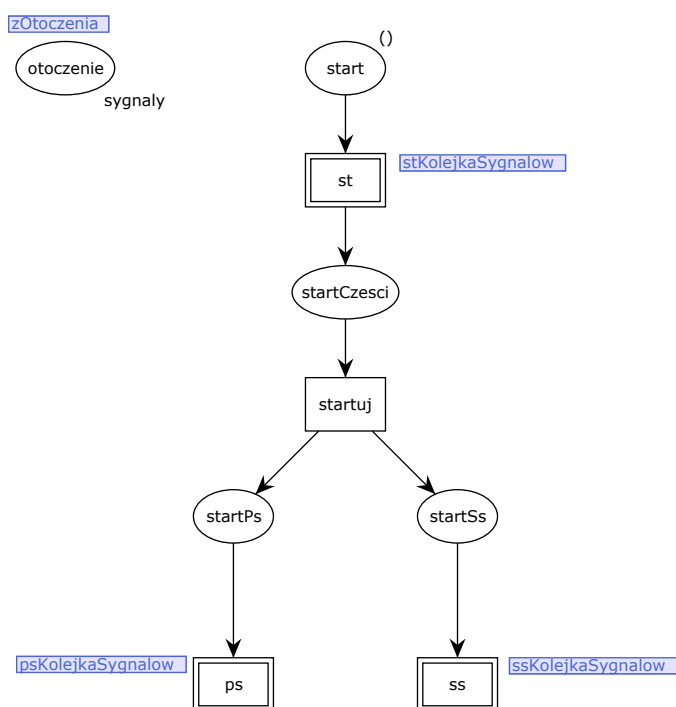 zOtoczenia
otoczenie
sygnaly
()
start
st
stKolejkaSygnalow
startCzesci
startuj
startPs
startSs
psKolejkaSygnalow
ps
ss
ssKolejkaSygnalow